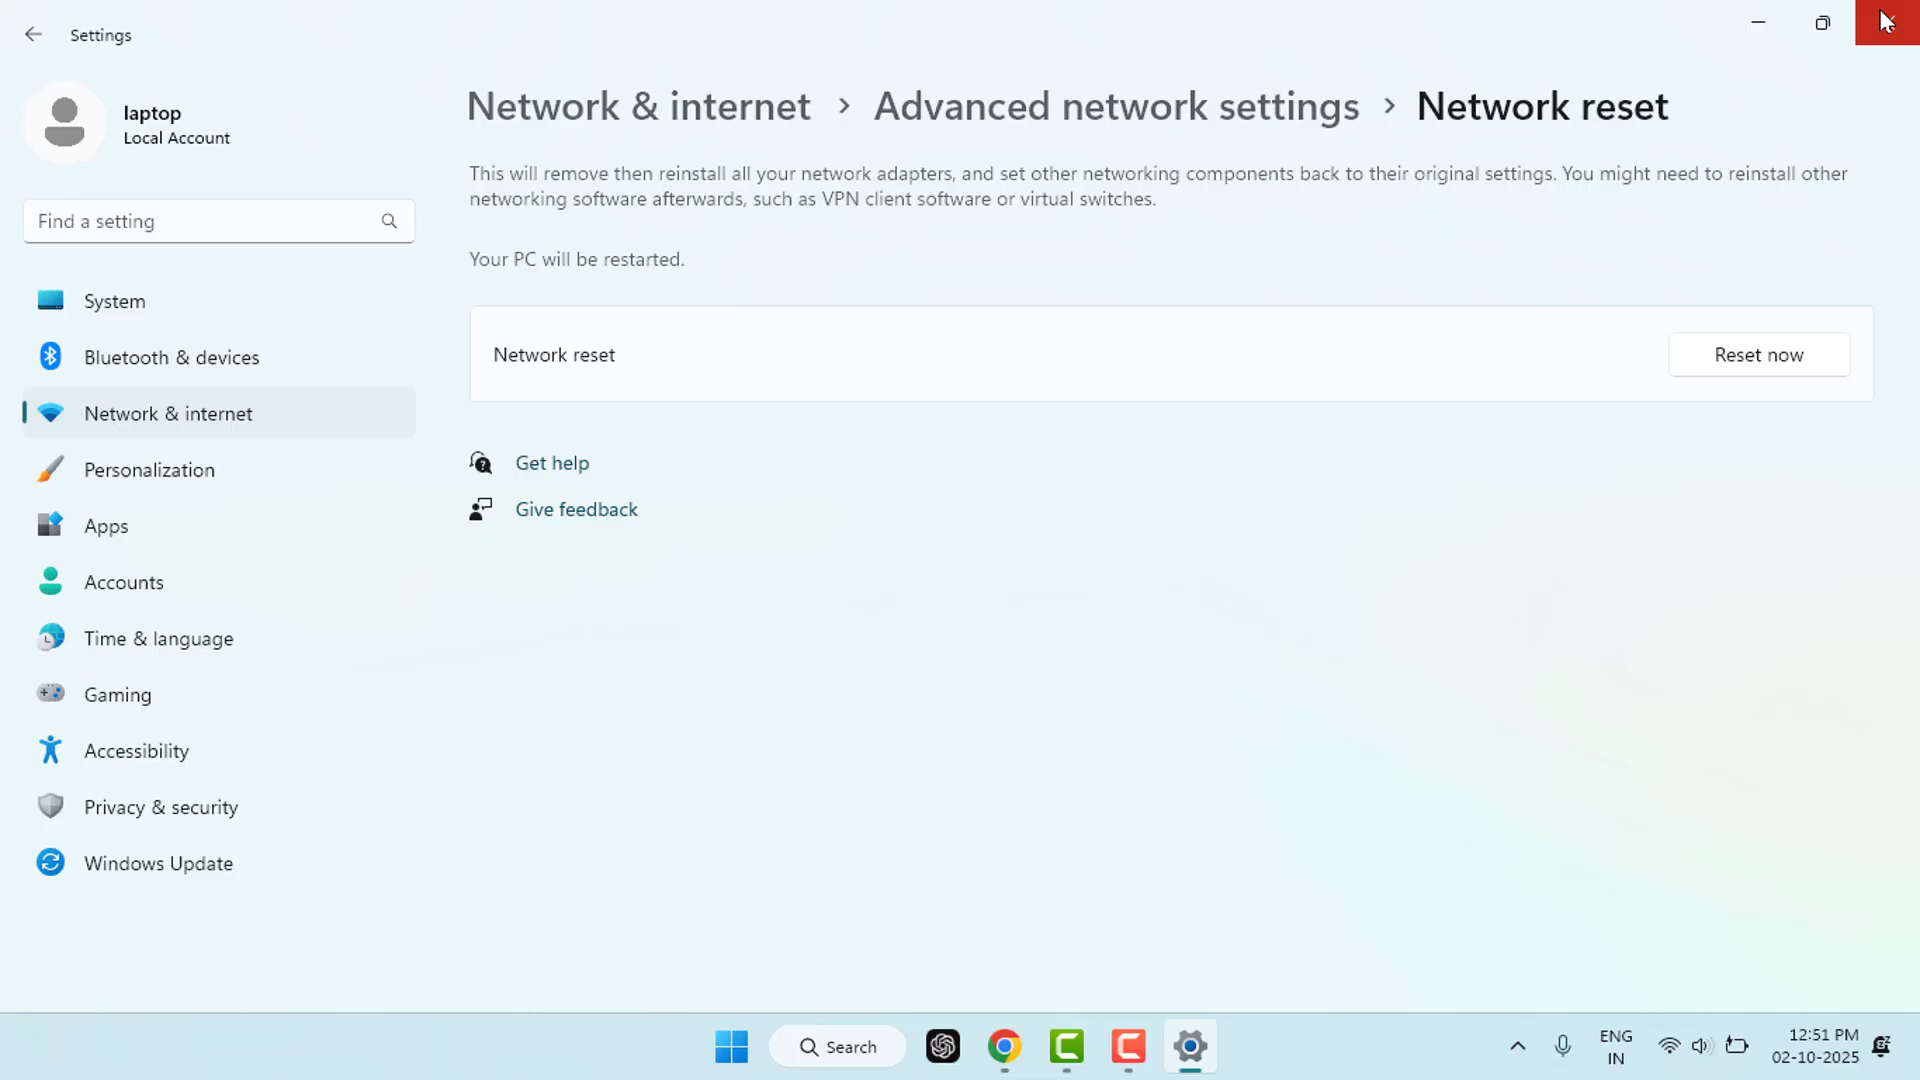 Settings
laptop
Local Account
Find a setting
System
Bluetooth & devices
Network & internet
Personalization
Apps
Accounts
Time & language
Gaming
Accessibility
Privacy & security
Windows Update
Network & internet > Advanced network settings > Network reset
This will remove then reinstall all your network adapters, and set other networking components back to their original settings. You might need to reinstall other
networking software afterwards, such as VPN client software or virtual switches.
Your PC will be restarted.
Network reset
Reset now
Get help
Give feedback
Search
ENG
IN
12:51 PM
02-10-2025